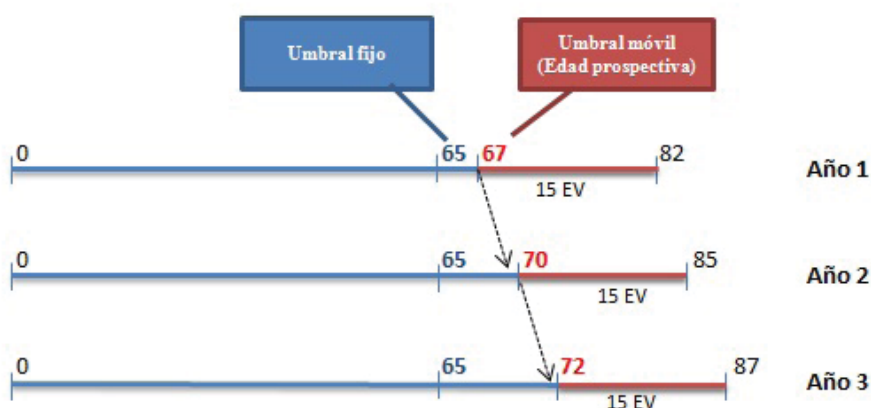 Umbral fijo
Umbral móvil
(Edad prospectiva)
0 65 67 82 Año 1
15 EV
0 65 70 85 Año 2
15 EV
0 65 72 87 Año 3
15 EV